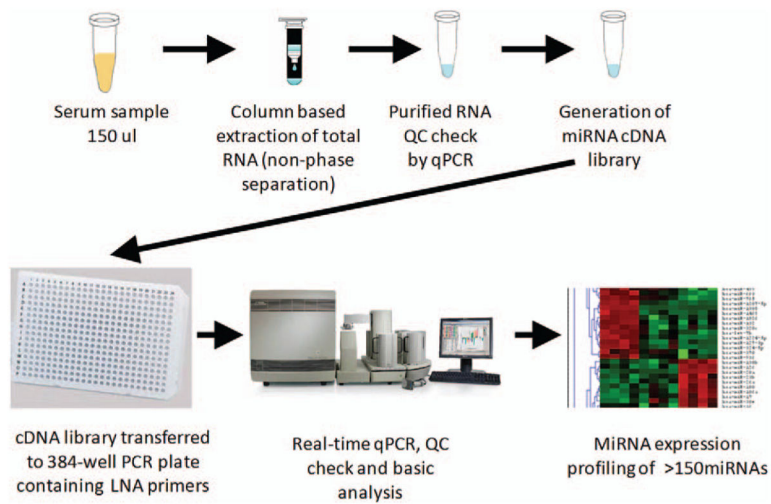 Serum sample
150 ul
Column based
extraction of total
RNA (non-phase
separation)
Purified RNA
QC check
by qPCR
Generation of
miRNA cDNA
library
cDNA library transferred
to 384-well PCR plate
containing LNA primers
Real-time qPCR, QC
check and basic
analysis
MiRNA expression
profiling of >150miRNAs